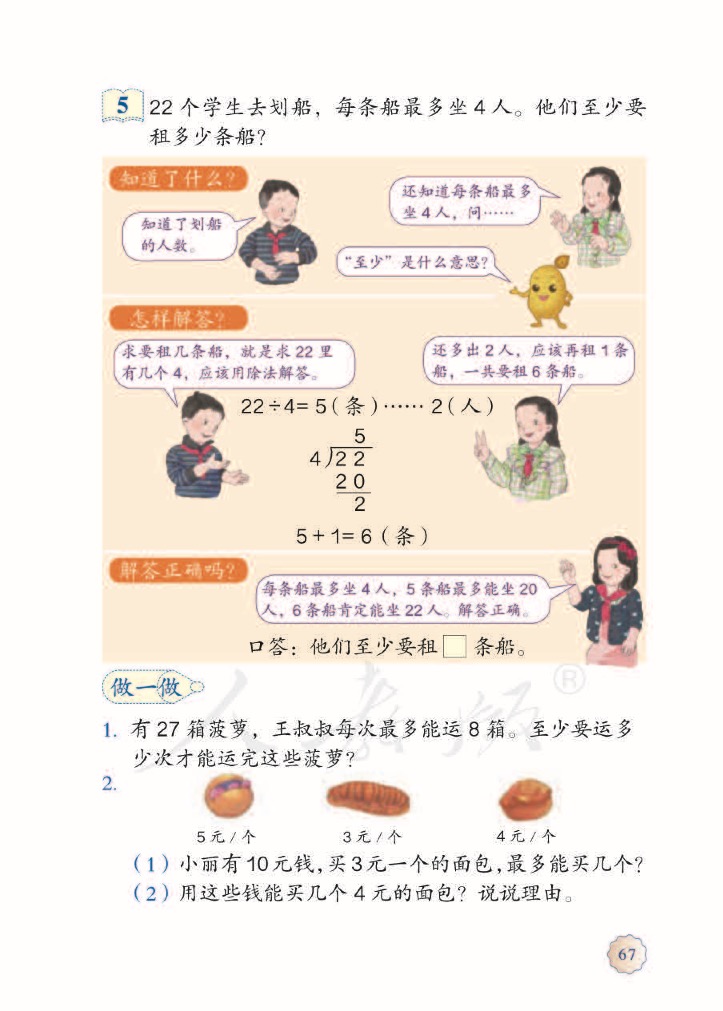 5 22 个学生去划船，每条船最多坐 4 人。他们至少要
租多少条船？
知道了什么？
知道了划船
的人数。
还知道每条船最多
坐 4 人，问……
“至少”是什么意思？
怎样解答？
求要租几条船，就是求 22 里
有几个 4，应该用除法解答。
还多出 2 人，应该再租 1 条
船，一共要租 6 条船。
22÷4=5（条）……2（人）
5
4)22
20
2
5+1=6（条）
解答正确吗？
每条船最多坐 4 人，5 条船最多能坐 20
人，6 条船肯定能坐 22 人。解答正确。
口答：他们至少要租□条船。
做一做
1. 有 27 箱菠萝，王叔叔每次最多能运 8 箱。至少要运多
少次才能运完这些菠萝？
2.
5 元 / 个 3 元 / 个 4 元 / 个
（1）小丽有 10 元钱，买 3 元一个的面包，最多能买几个？
（2）用这些钱能买几个 4 元的面包？说说理由。
67